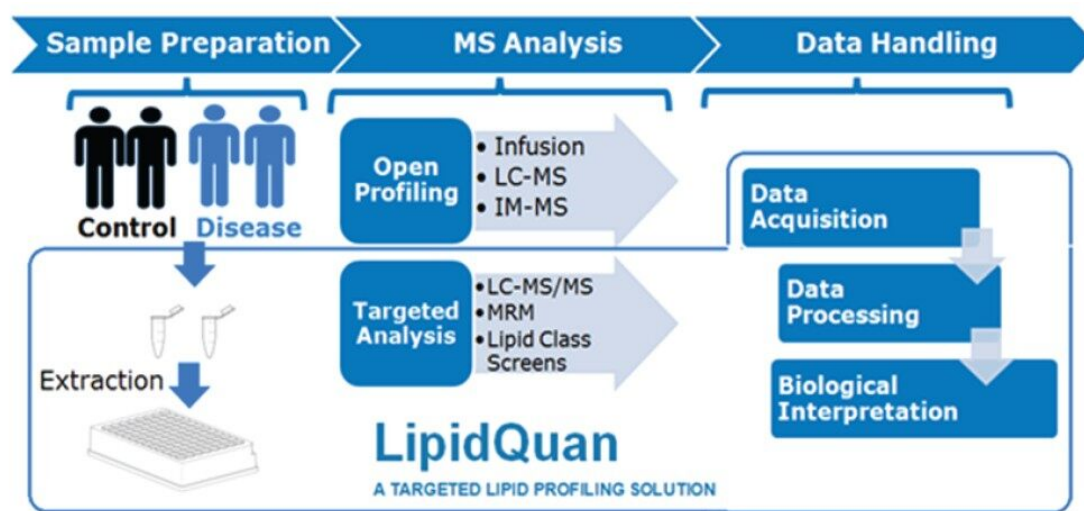 Sample Preparation
MS Analysis
Data Handling
Control Disease
Extraction
Open
Profiling
• Infusion
• LC-MS
• IM-MS
Targeted
Analysis
•LC-MS/MS
•MRM
•Lipid Class
Screens
LipidQuan
A TARGETED LIPID PROFILING SOLUTION
Data
Acquisition
Data
Processing
Biological
Interpretation